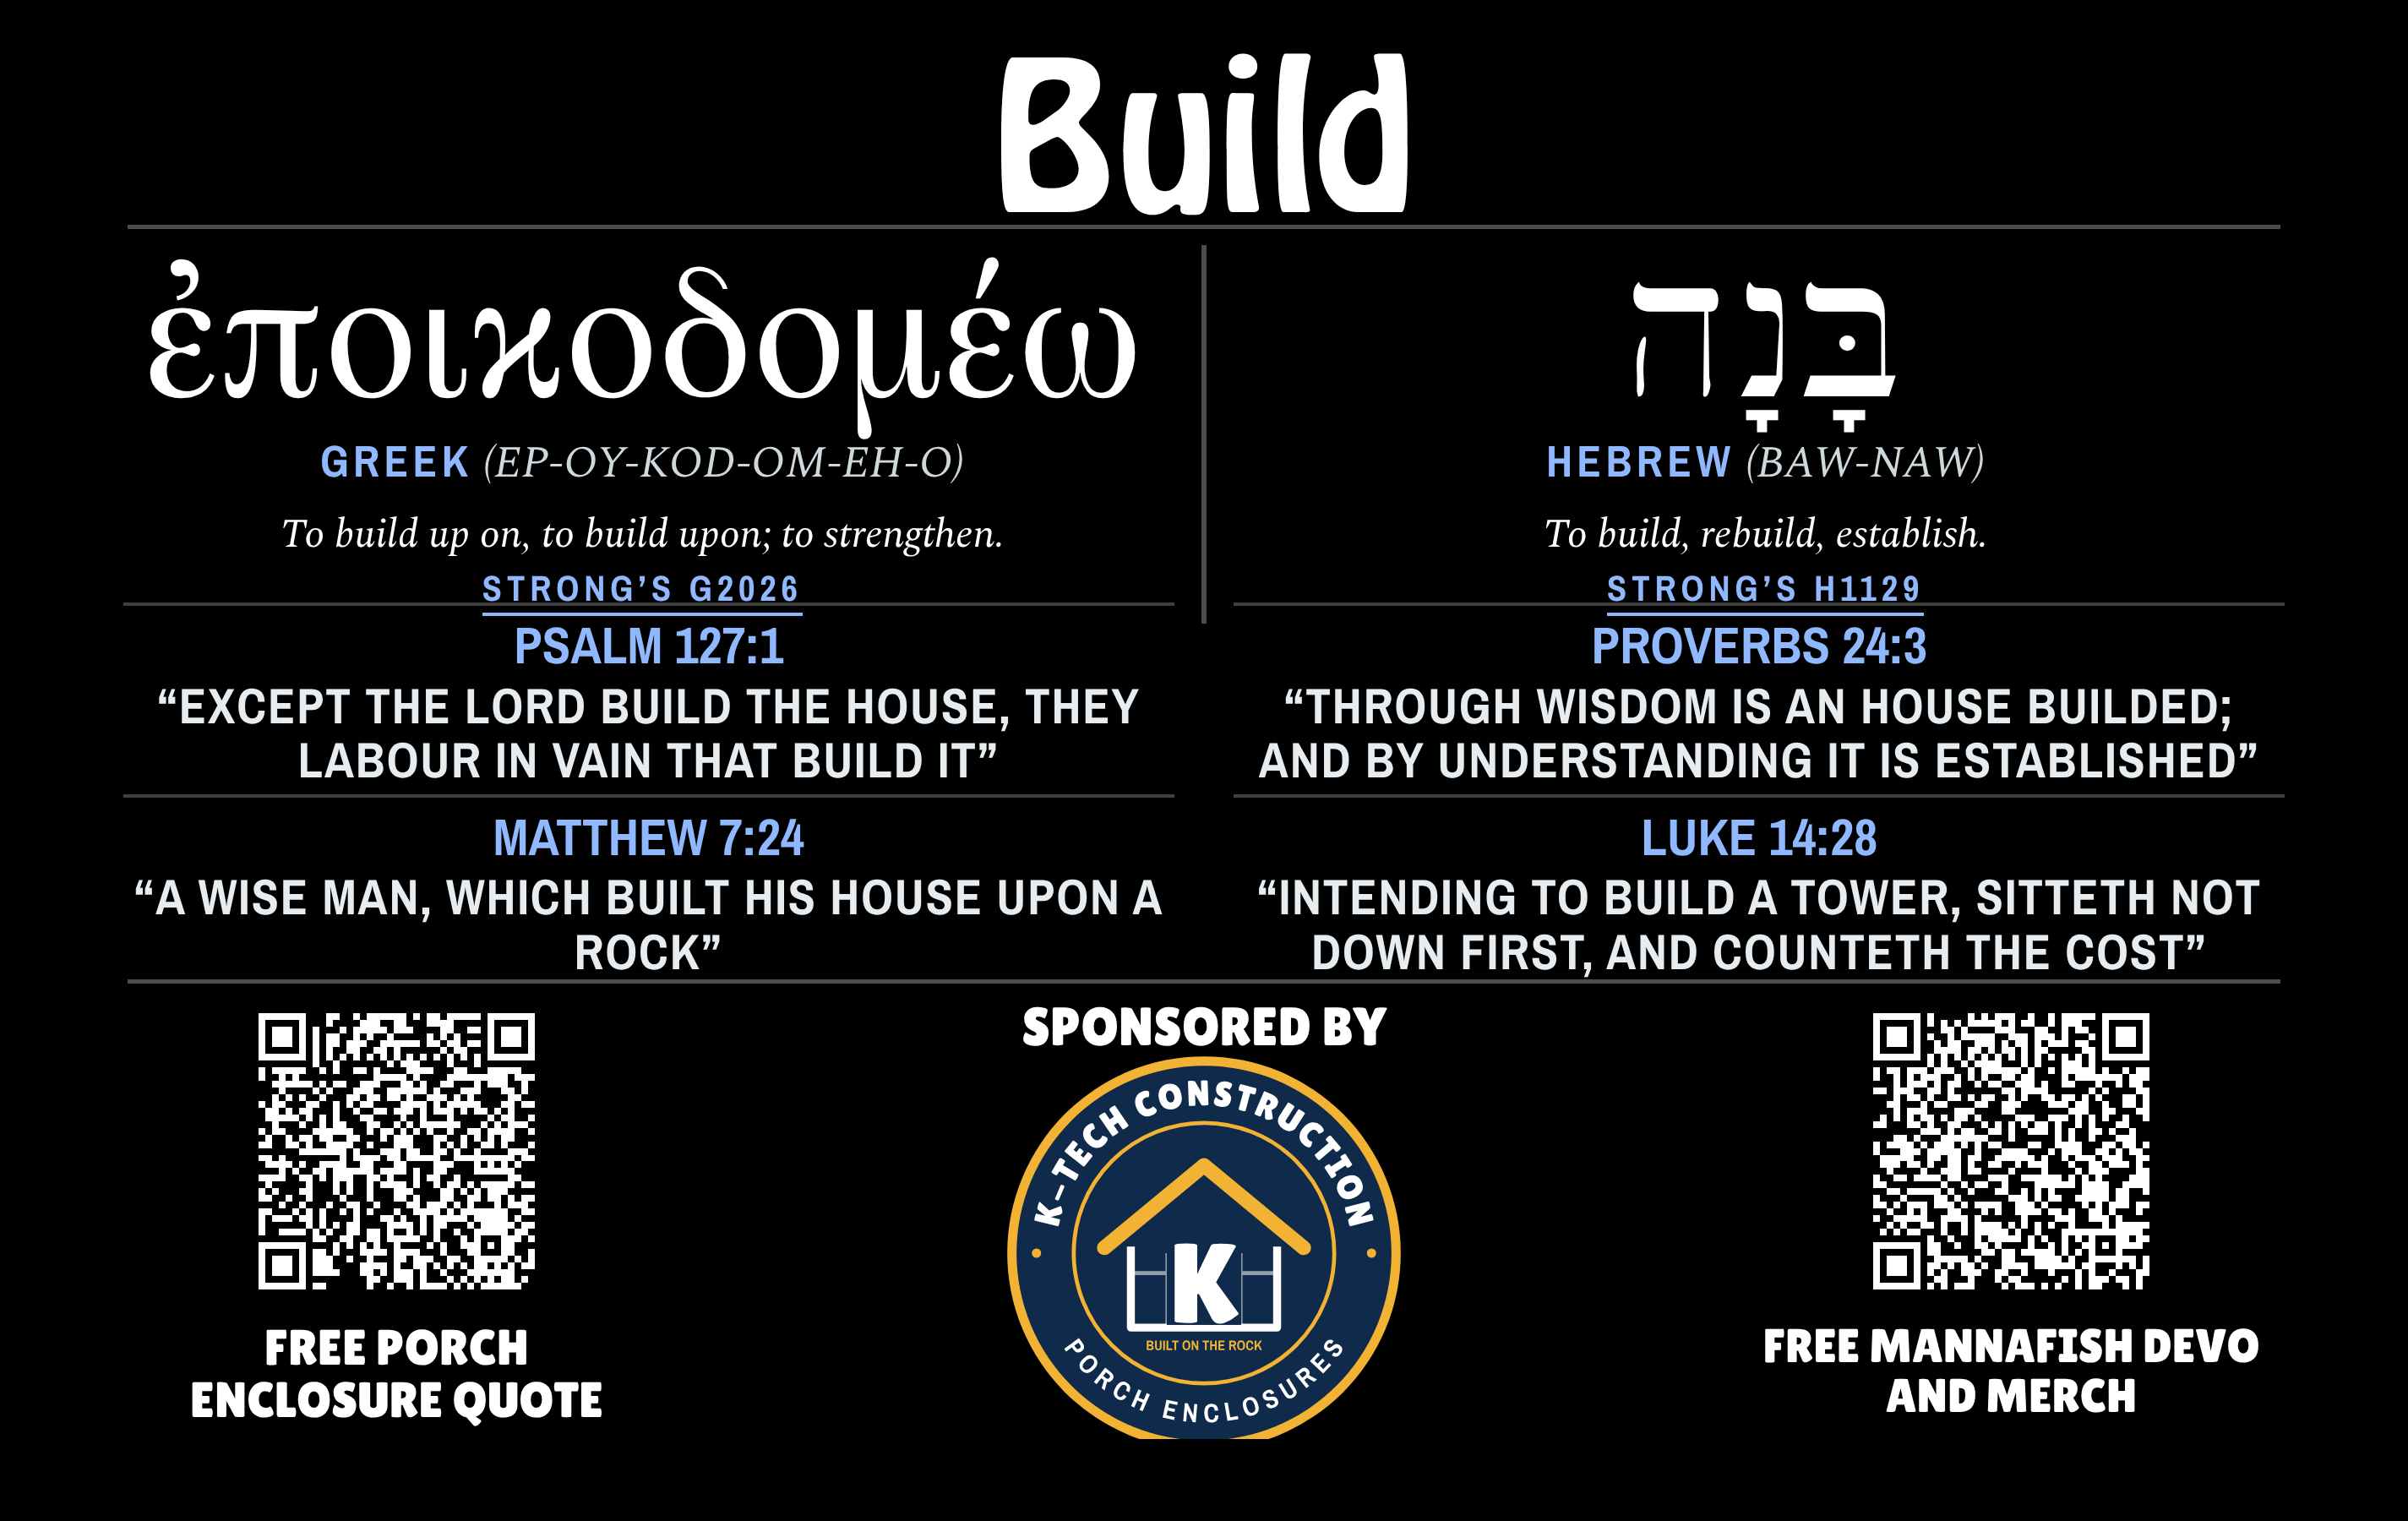 Build
ἐποικοδομέω
GREEK (EP-OY-KOD-OM-EH-O)
To build up on, to build upon; to strengthen.
STRONG’S G2026
בָּנָה
HEBREW (BAW-NAW)
To build, rebuild, establish.
STRONG’S H1129
PSALM 127:1
“EXCEPT THE LORD BUILD THE HOUSE, THEY
LABOUR IN VAIN THAT BUILD IT”
PROVERBS 24:3
“THROUGH WISDOM IS AN HOUSE BUILDED;
AND BY UNDERSTANDING IT IS ESTABLISHED”
MATTHEW 7:24
“A WISE MAN, WHICH BUILT HIS HOUSE UPON A
ROCK”
LUKE 14:28
“INTENDING TO BUILD A TOWER, SITTETH NOT
DOWN FIRST, AND COUNTETH THE COST”
FREE PORCH
ENCLOSURE QUOTE
SPONSORED BY
K-TECH CONSTRUCTION
K
BUILT ON THE ROCK
PORCH ENCLOSURES
FREE MANNAFISH DEVO
AND MERCH